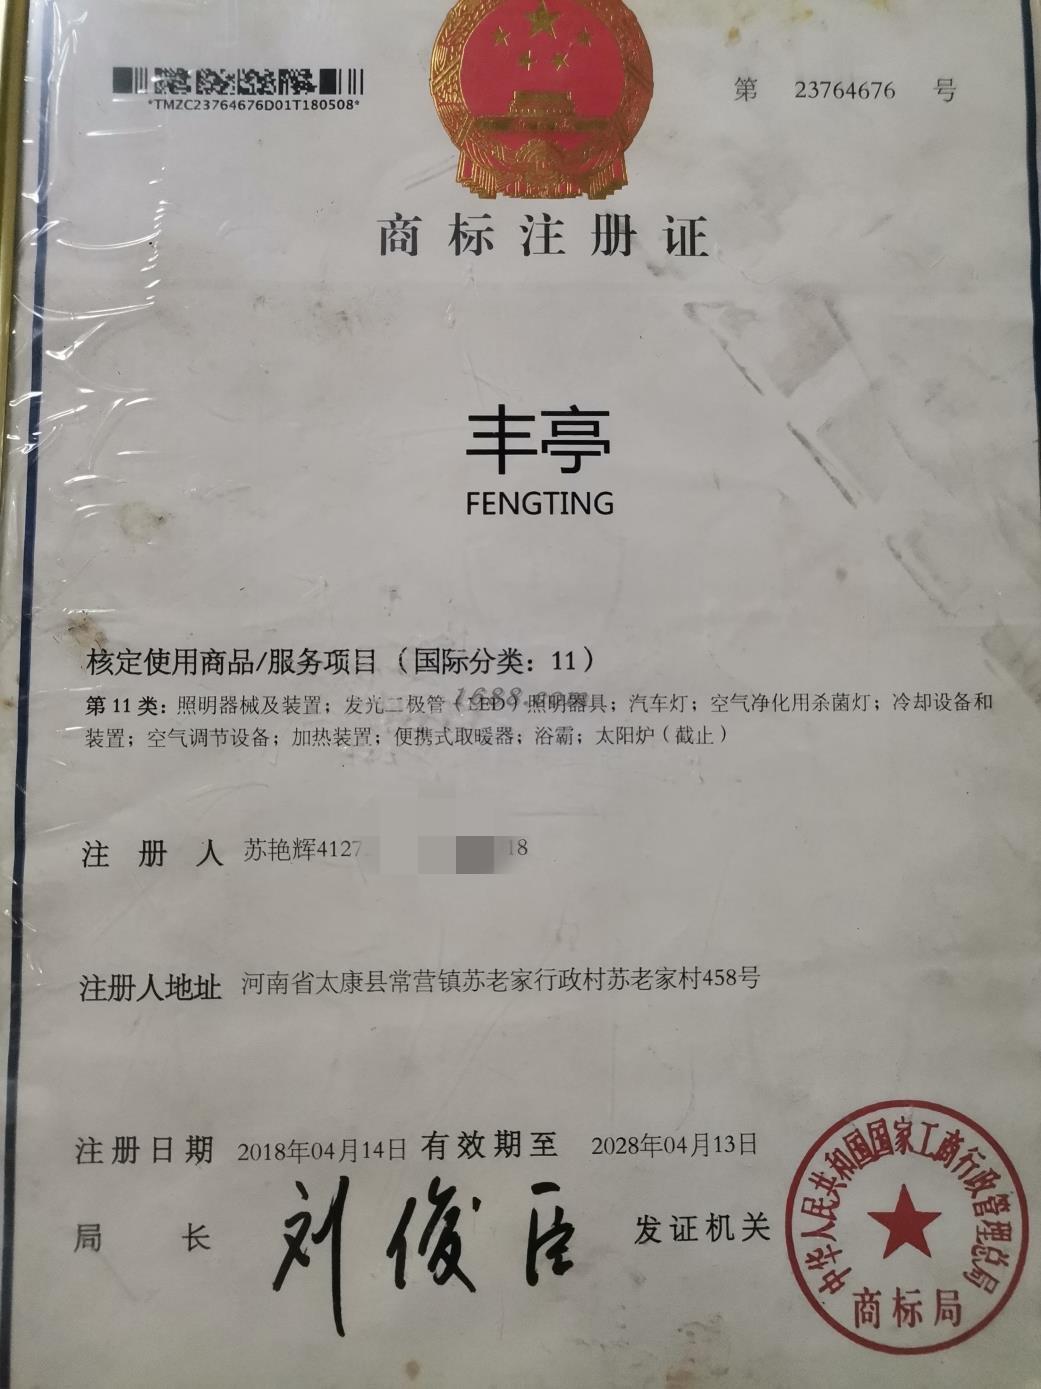 *TMZC23764676D01T180508*
第 23764676 号
商标注册证
丰亭
FENGTING
核定使用商品/服务项目（国际分类：11）
第 11 类：照明器械及装置；发光二极管（LED）照明器具；汽车灯；空气净化用杀菌灯；冷却设备和
装置；空气调节设备；加热装置；便携式取暖器；浴霸；太阳炉（截止）
1688.com
注册人 苏艳辉4127 18
注册人地址 河南省太康县常营镇苏老家行政村苏老家村458号
注册日期 2018年04月14日 有效期至 2028年04月13日
局长 刘俊臣 发证机关
中华人民共和国国家工商行政管理总局
商标局